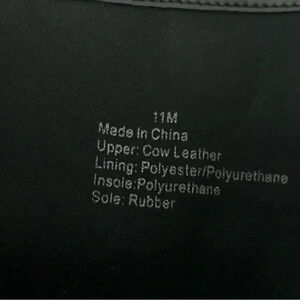 11M
Made In China
Upper: Cow Leather
Lining: Polyester/Polyurethane
Insole:Polyurethane
Sole: Rubber